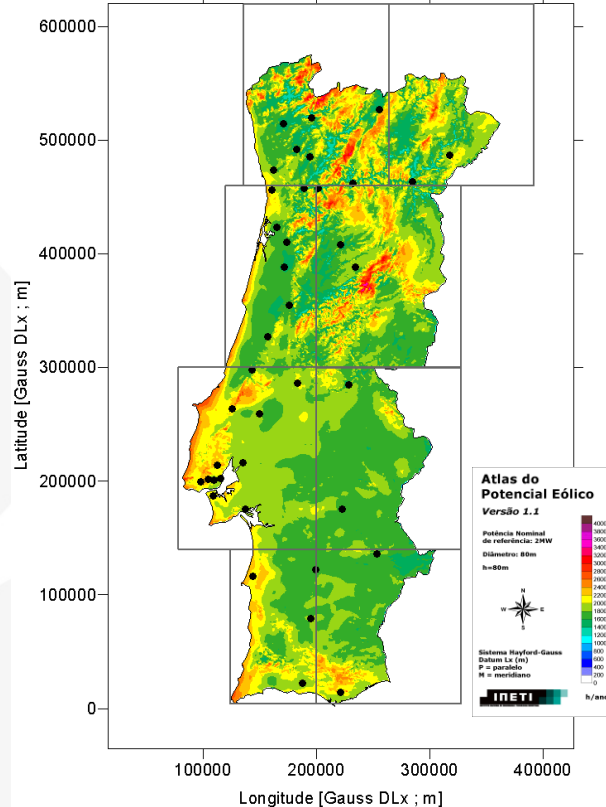 600000
500000
400000
300000
200000
100000
0
Latitude [Gauss DLx ; m]
100000
200000
300000
400000
Longitude [Gauss DLx ; m]
Atlas do
Potencial Eólico
Versão 1.1
Potência Nominal
de referência: 2MW
Diâmetro: 80m
h=80m
N
W
E
S
Sistema Hayford-Gauss
Datum Lx (m)
P = paralelo
M = meridiano
INETI
4000
3800
3600
3400
3200
3000
2800
2600
2400
2200
2000
1800
1600
1400
1200
1000
800
600
400
200
0
h/ano